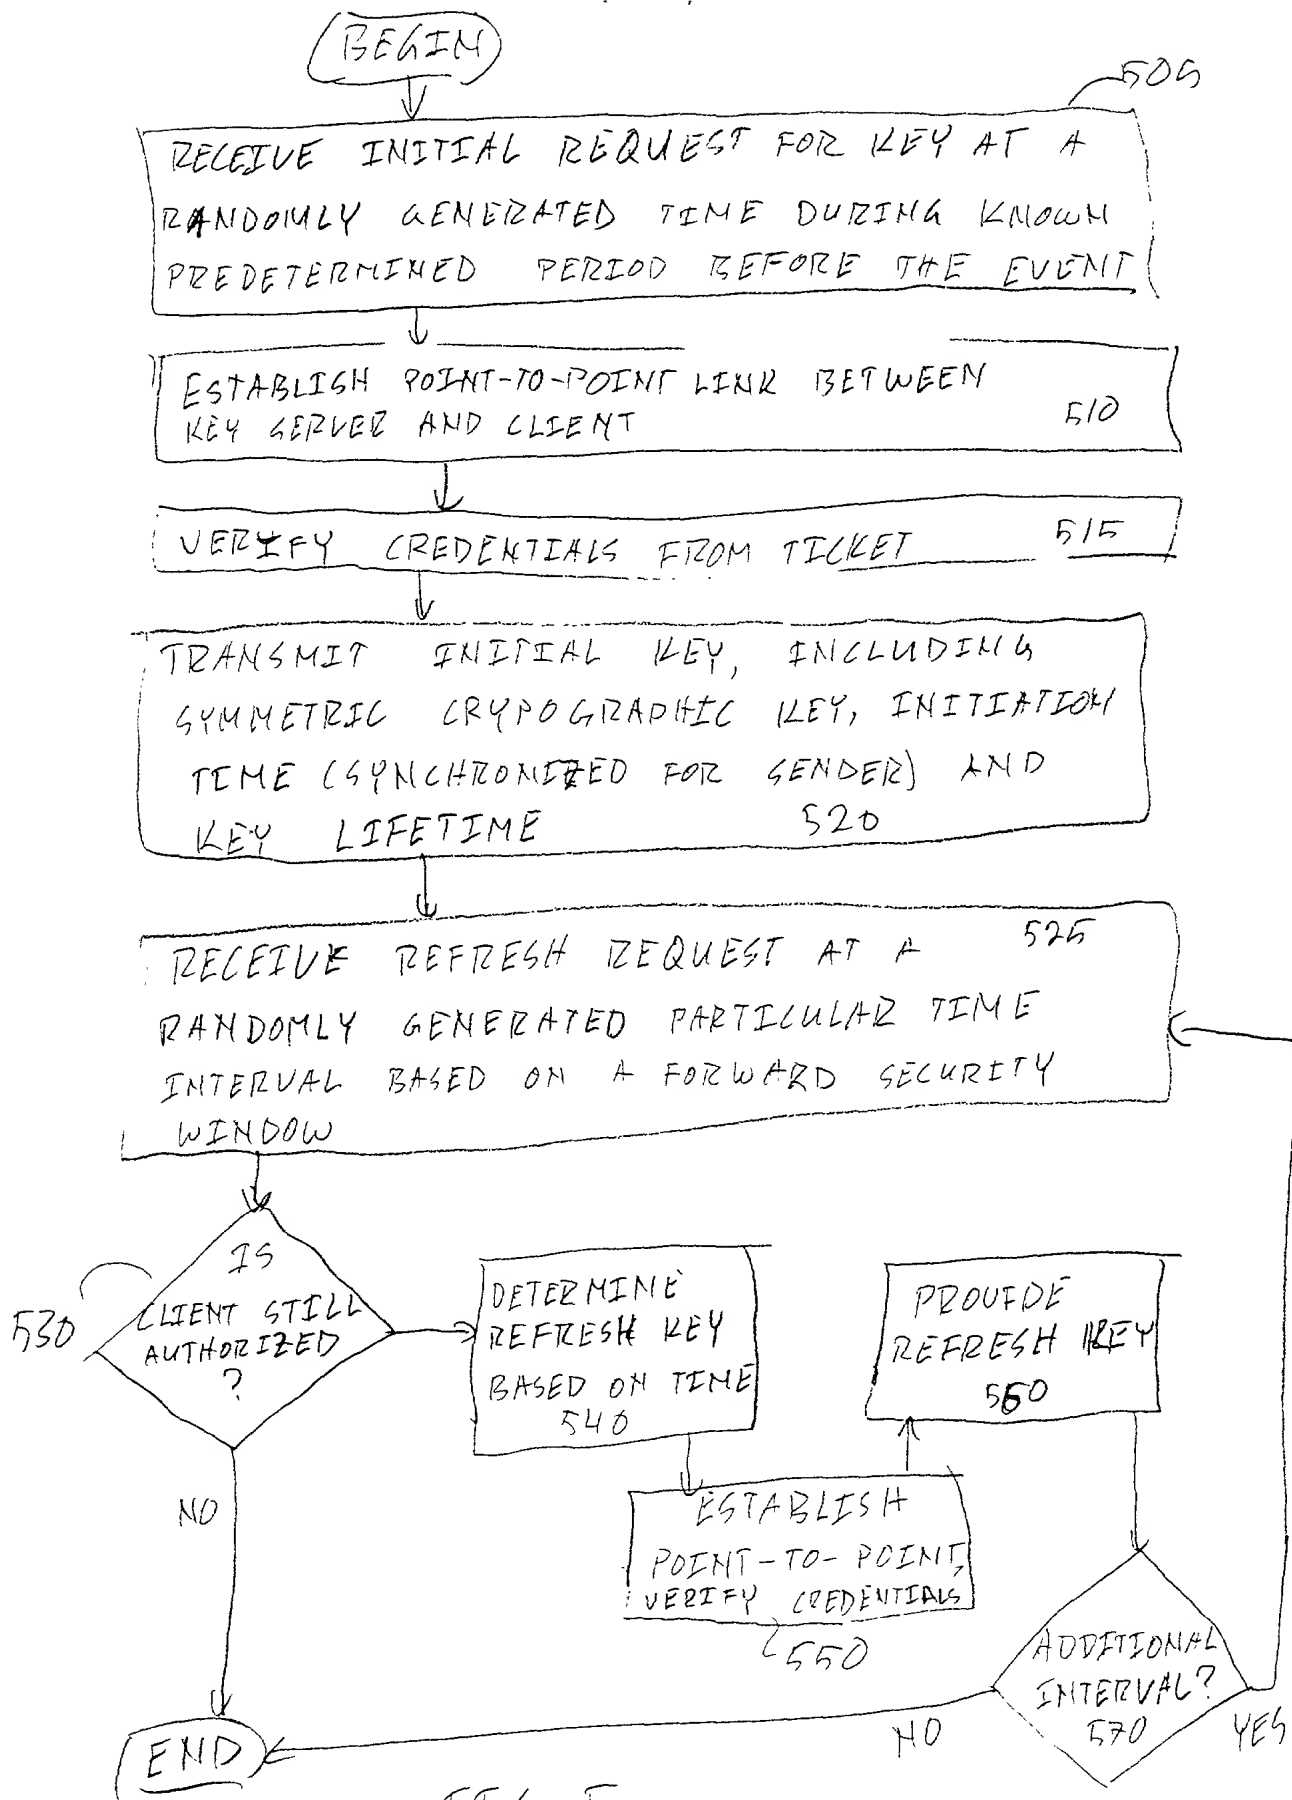 BEGIN
505
RECEIVE INITIAL REQUEST FOR KEY AT A
RANDOMLY GENERATED TIME DURING KNOWN
PREDETERMINED PERIOD BEFORE THE EVENT
ESTABLISH POINT-TO-POINT LINK BETWEEN
KEY SERVER AND CLIENT
510
VERIFY CREDENTIALS FROM TICKET
515
TRANSMIT INITIAL KEY, INCLUDING
SYMMETRIC CRYPOGRAPHIC KEY, INITIATION
TIME (SYNCHRONIZED FOR SENDER) AND
KEY LIFETIME
520
RECEIVE REFRESH REQUEST AT A
525
RANDOMLY GENERATED PARTICULAR TIME
INTERVAL BASED ON A FORWARD SECURITY
WINDOW
530
IS
CLIENT STILL
AUTHORIZED
?
DETERMINE
REFRESH KEY
BASED ON TIME
540
ESTABLISH
POINT-TO-POINT,
VERIFY CREDENTIALS
550
PROVIDE
REFRESH KEY
560
ADDITIONAL
INTERVAL?
570
YES
NO
NO
END